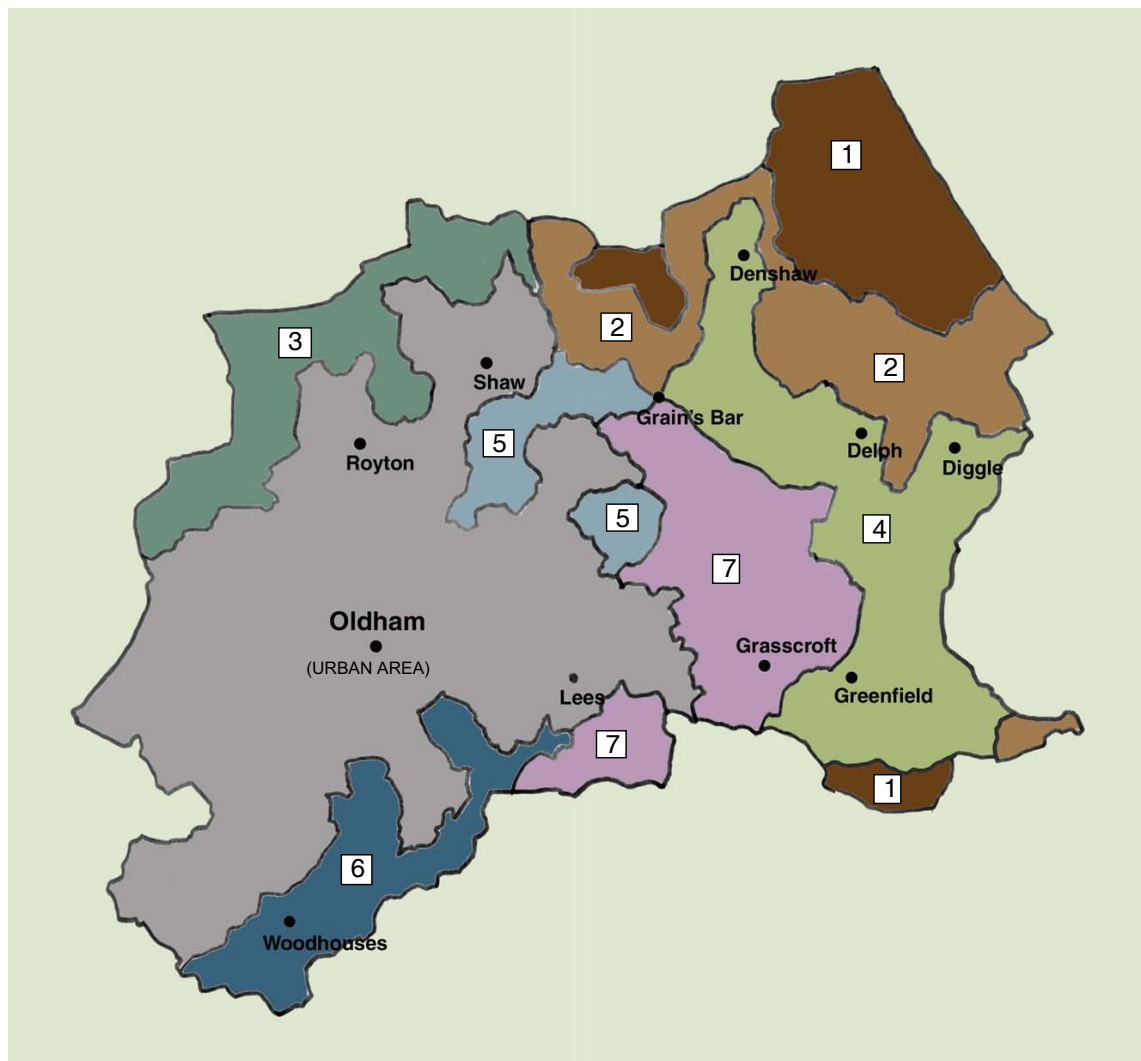 1
Denshaw
2
3
2
Shaw
Grain's Bar
5
Royton
Delph
Diggle
5
4
7
Oldham
(URBAN AREA)
Grasscroft
Lees
Greenfield
7
1
6
Woodhouses